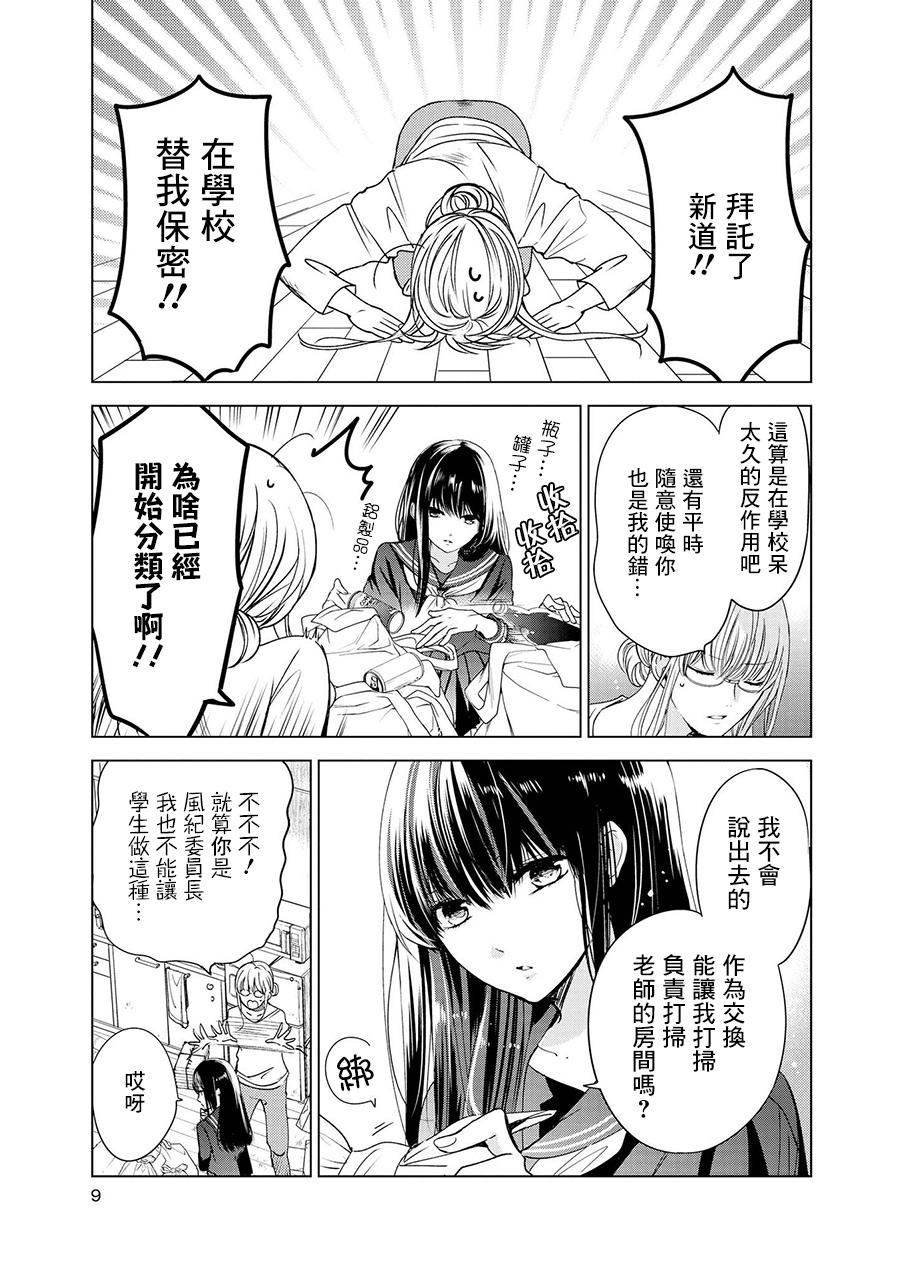 拜託了
新道!!
在學校
替我保密!!
這算是在學校呆
太久的反作用吧
還有平時
隨意使喚你
也是我的錯…
瓶子…
罐子…
收拾
收拾
鋁製品…
為啥已經
開始分類了啊!!
我不會
說出去的
作為交換
能讓我打掃
負責打掃
老師的房間嗎?
綁
不不不!
就算你是
風紀委員長
我也不能讓
學生做這種…
哎呀
9